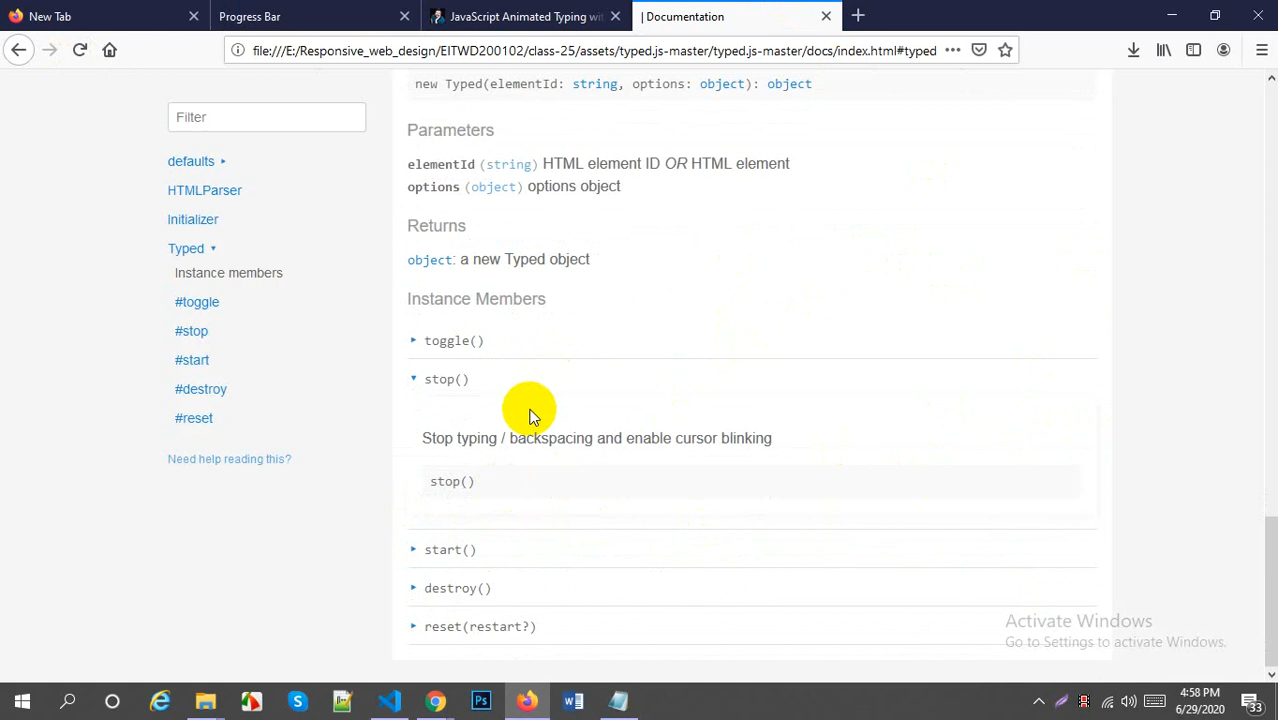 New Tab
Progress Bar
JavaScript Animated Typing wit
| Documentation
file:///E:/Responsive_web_design/EITWD200102/class-25/assets/typed.js-master/typed.js-master/docs/index.html#typed
new Typed(elementId: string, options: object): object
Filter
Parameters
defaults
elementId (string) HTML element ID OR HTML element
HTMLParser
options (object) options object
Initializer
Returns
Typed
object: a new Typed object
Instance members
Instance Members
#toggle
toggle()
#stop
stop()
#start
#destroy
#reset
Stop typing / backspacing and enable cursor blinking
Need help reading this?
stop()
start()
destroy()
reset(restart?)
Activate Windows
Go to Settings to activate Windows.
4:58 PM
6/29/2020
33